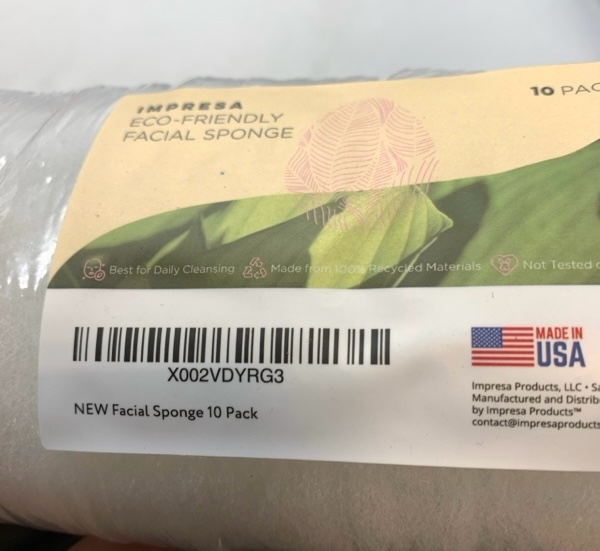 IMPRESA
ECO-FRIENDLY
FACIAL SPONGE
10 PAC
Best for Daily Cleansing
Made from 100% Recycled Materials
Not Tested
X002VDYRG3
NEW Facial Sponge 10 Pack
MADE IN
USA
Impresa Products, LLC • Sa
Manufactured and Distrib
by Impresa Products™
contact@impresaproducts